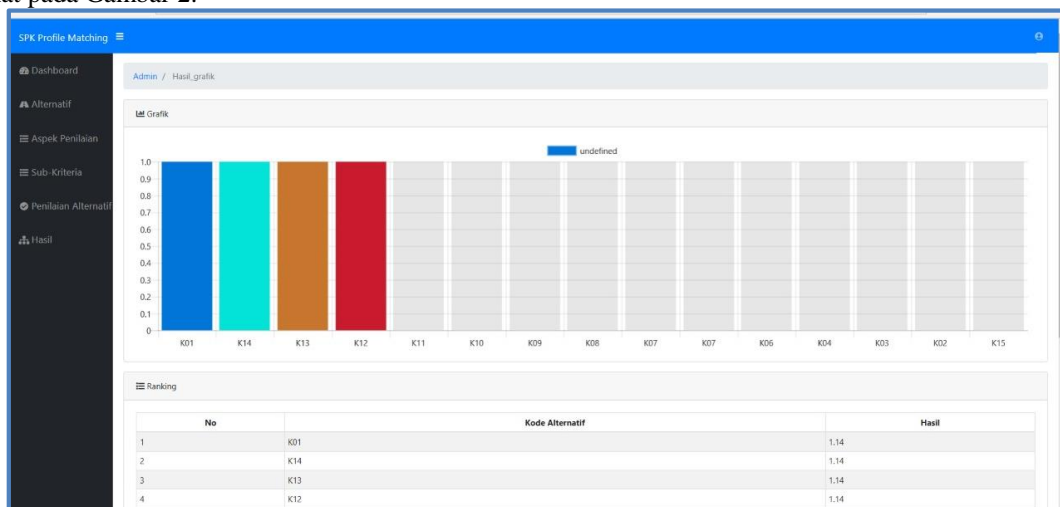 pada Gambar 2.
SPK Profile Matching
Dashboard
Alternatif
Aspek Penilaian
Sub-Kriteria
Penilaian Alternatif
Hasil
Admin / Hasil_grafik
Grafik
undefined
1.0
0.9
0.8
0.7
0.6
0.5
0.4
0.3
0.2
0.1
0
K01 K14 K13 K12 K11 K10 K09 K08 K07 K07 K06 K04 K03 K02 K15
Ranking
No Kode Alternatif Hasil
1 K01 1.14
2 K14 1.14
3 K13 1.14
4 K12 1.14